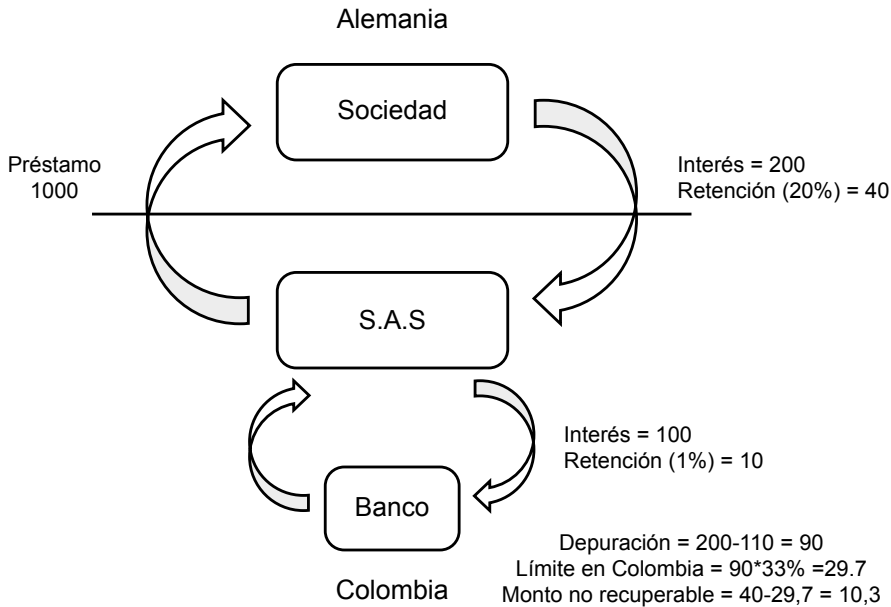 Alemania
Sociedad
Préstamo
1000
Interés = 200
Retención (20%) = 40
S.A.S
Interés = 100
Retención (1%) = 10
Banco
Depuración = 200-110 = 90
Límite en Colombia = 90*33% =29.7
Colombia
Monto no recuperable = 40-29,7 = 10,3